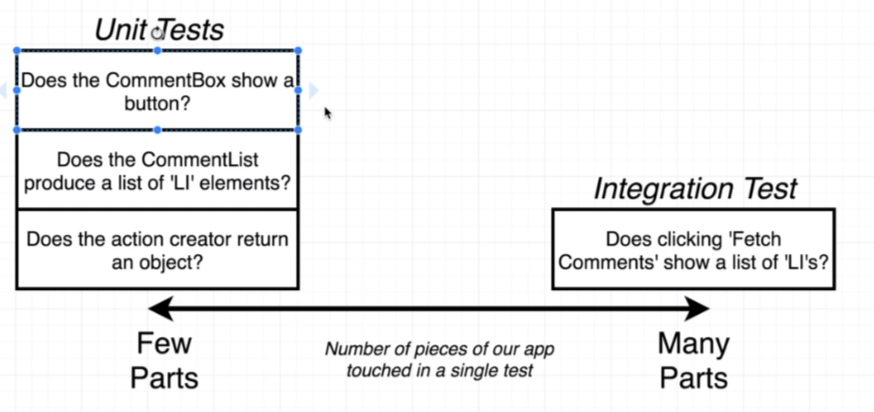 Unit Tests
Does the CommentBox show a
button?
Does the CommentList
produce a list of 'LI' elements?
Does the action creator return
an object?
Integration Test
Does clicking 'Fetch
Comments' show a list of 'LI's?
Few
Parts
Number of pieces of our app
touched in a single test
Many
Parts